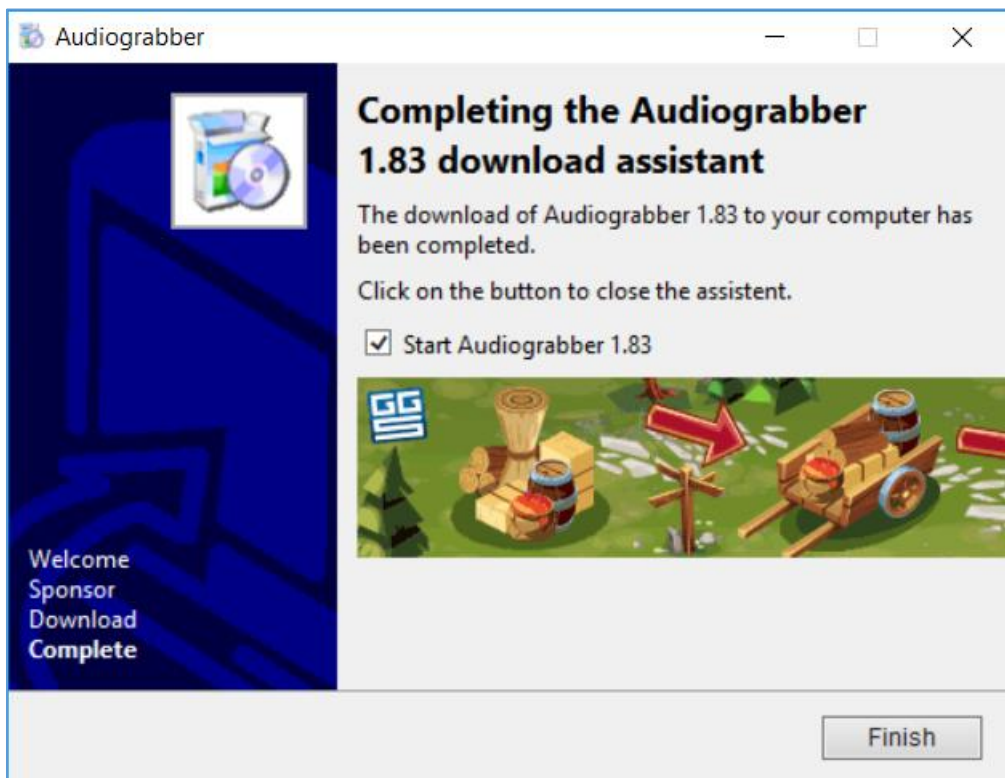 Audiograbber
Completing the Audiograbber
1.83 download assistant
The download of Audiograbber 1.83 to your computer has
been completed.
Click on the button to close the assistent.
Start Audiograbber 1.83
GGS
Welcome
Sponsor
Download
Complete
Finish